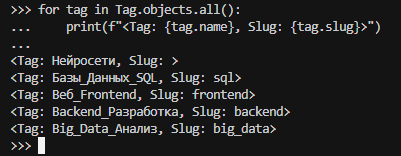 >>> for tag in Tag.objects.all():
...     print(f"<Tag: {tag.name}, Slug: {tag.slug}>")
...
<Tag: Нейросети, Slug: >
<Tag: Базы_Данных_SQL, Slug: sql>
<Tag: Веб_Frontend, Slug: frontend>
<Tag: Backend_Разработка, Slug: backend>
<Tag: Big_Data_Анализ, Slug: big_data>
>>>